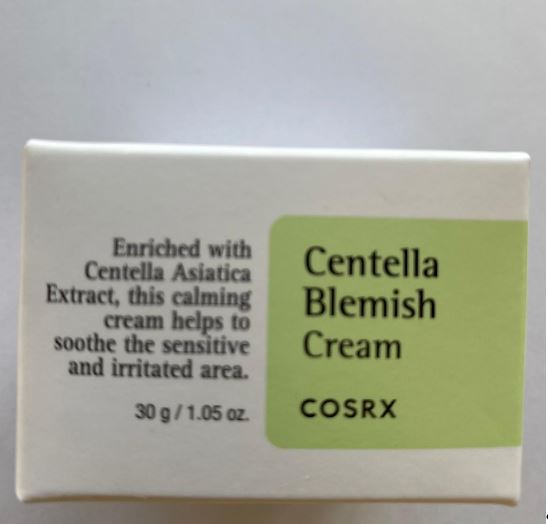 Enriched with
Centella Asiatica
Extract, this calming
cream helps to
soothe the sensitive
and irritated area.
30 g / 1.05 oz.
Centella
Blemish
Cream
COSRX